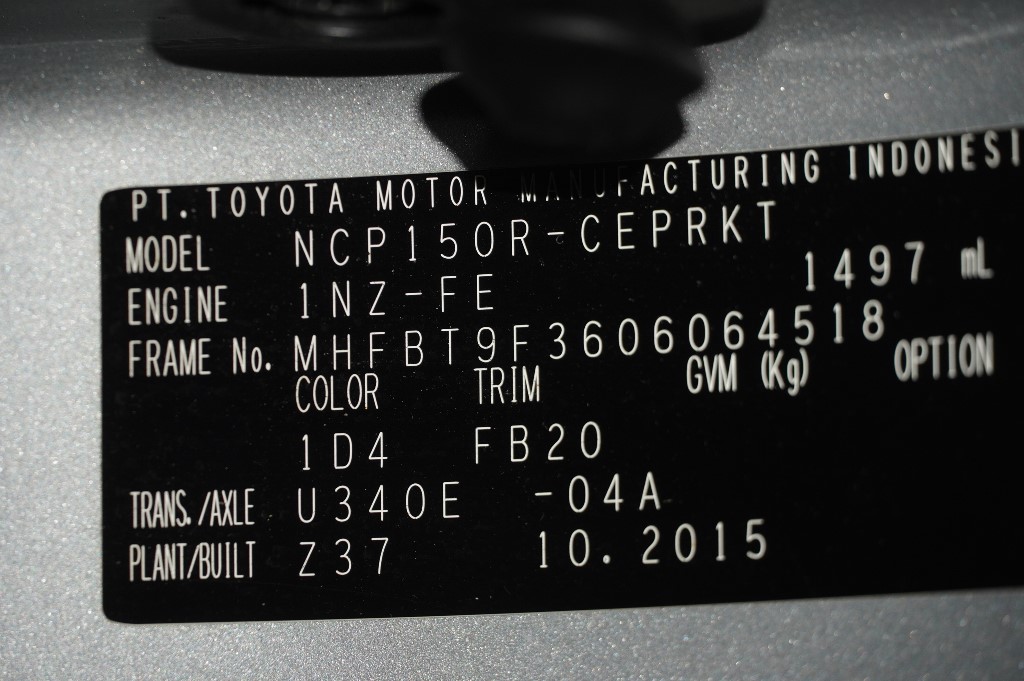 PT. TOYOTA MOTOR MANUFACTURING INDONESI
MODEL NCP150R-CEPRKT
ENGINE 1NZ-FE 1497 mL
FRAME No. MHFBT9F3606064518
COLOR TRIM GVM (Kg) OPTION
1D4 FB20
TRANS./AXLE U340E -04A
PLANT/BUILT Z37 10.2015